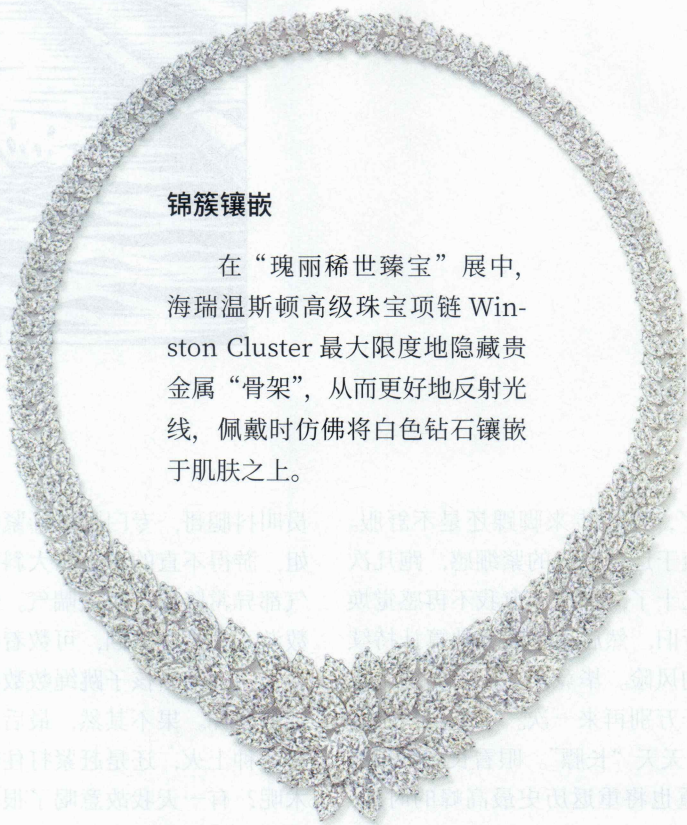 锦簇镶嵌
在“瑰丽稀世臻宝”展中，
海瑞温斯顿高级珠宝项链 Win-
ston Cluster 最大限度地隐藏贵
金属“骨架”，从而更好地反射光
线，佩戴时仿佛将白色钻石镶嵌
于肌肤之上。